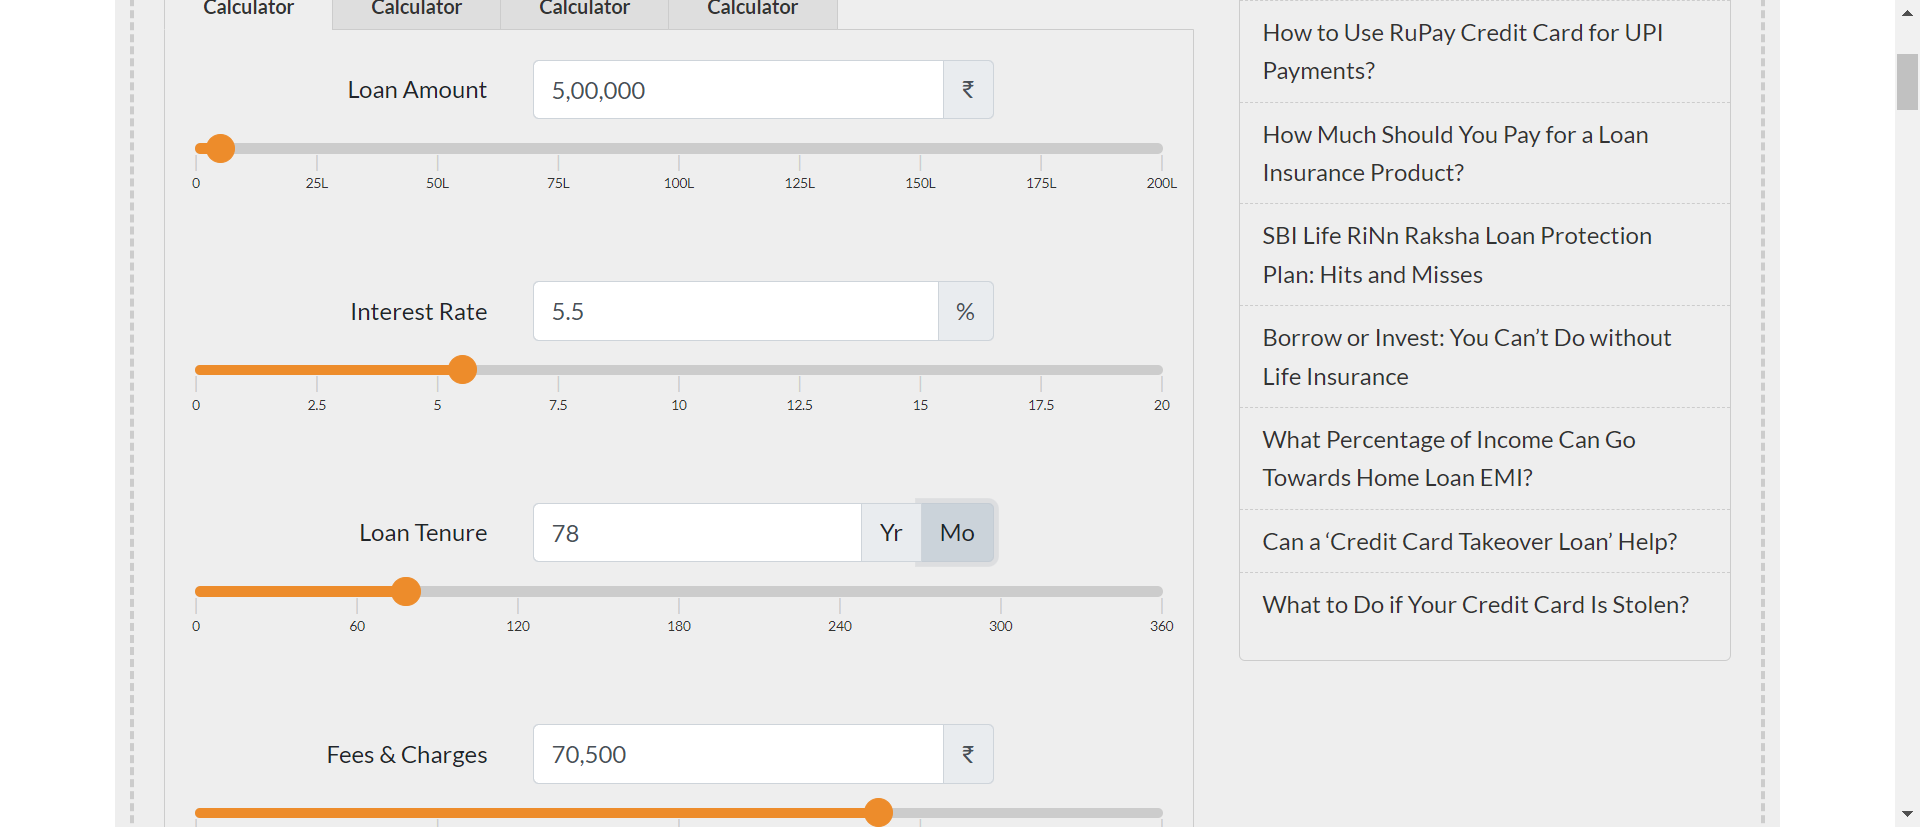 Calculator Calculator Calculator Calculator
Loan Amount 5,00,000 ₹
0 25L 50L 75L 100L 125L 150L 175L 200L
Interest Rate 5.5 %
0 2.5 5 7.5 10 12.5 15 17.5 20
Loan Tenure 78 Yr Mo
0 60 120 180 240 300 360
Fees & Charges 70,500 ₹
How to Use RuPay Credit Card for UPI
Payments?
How Much Should You Pay for a Loan
Insurance Product?
SBI Life RiNn Raksha Loan Protection
Plan: Hits and Misses
Borrow or Invest: You Can’t Do without
Life Insurance
What Percentage of Income Can Go
Towards Home Loan EMI?
Can a ‘Credit Card Takeover Loan’ Help?
What to Do if Your Credit Card Is Stolen?